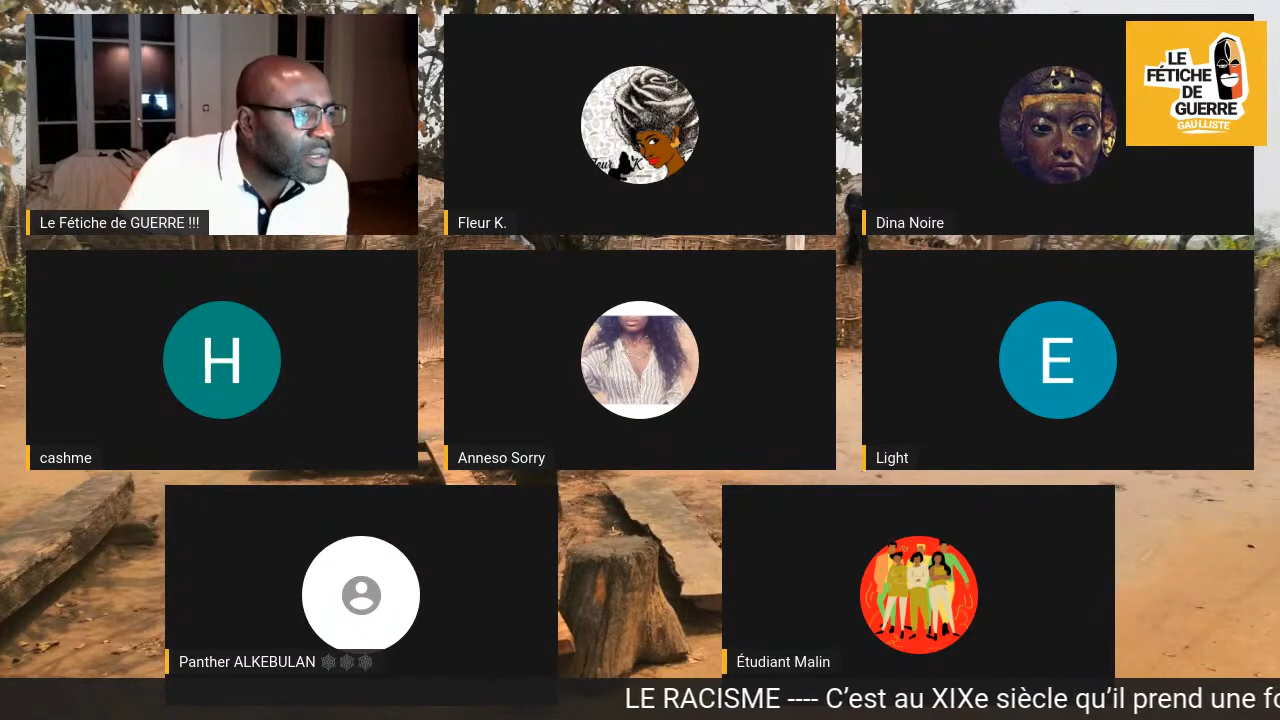 LE
FÉTICHE
DE
GUERRE
GAULLISTE
Le Fétiche de GUERRE !!!
Fleur K.
Dina Noire
H
E
cashme
Anneso Sorry
Light
Panther ALKEBULAN 🕸🕸🕸
Étudiant Malin
LE RACISME ---- C’est au XIXe siècle qu’il prend une fo